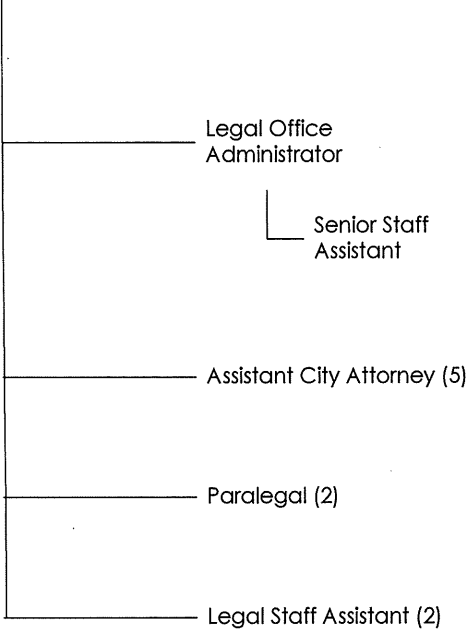 Legal Office
Administrator
Senior Staff
Assistant
Assistant City Attorney (5)
Paralegal (2)
Legal Staff Assistant (2)